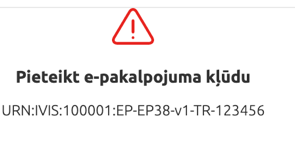 Pieteikt e-pakalpojuma kļūdu
URN:IVIS:100001:EP-EP38-v1-TR-123456